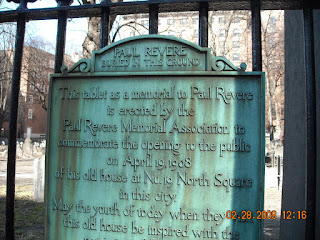 PAUL REVERE
BURIED IN THIS GROUND
This tablet as a memorial to Paul Revere
is erected by the
Paul Revere Memorial Association to
commemorate the opening to the public
on April 19, 1908
of his old house at No. 19 North Square
in this city.
May the youth of today when they
this old house be inspired with the
02.28.2006 12:16